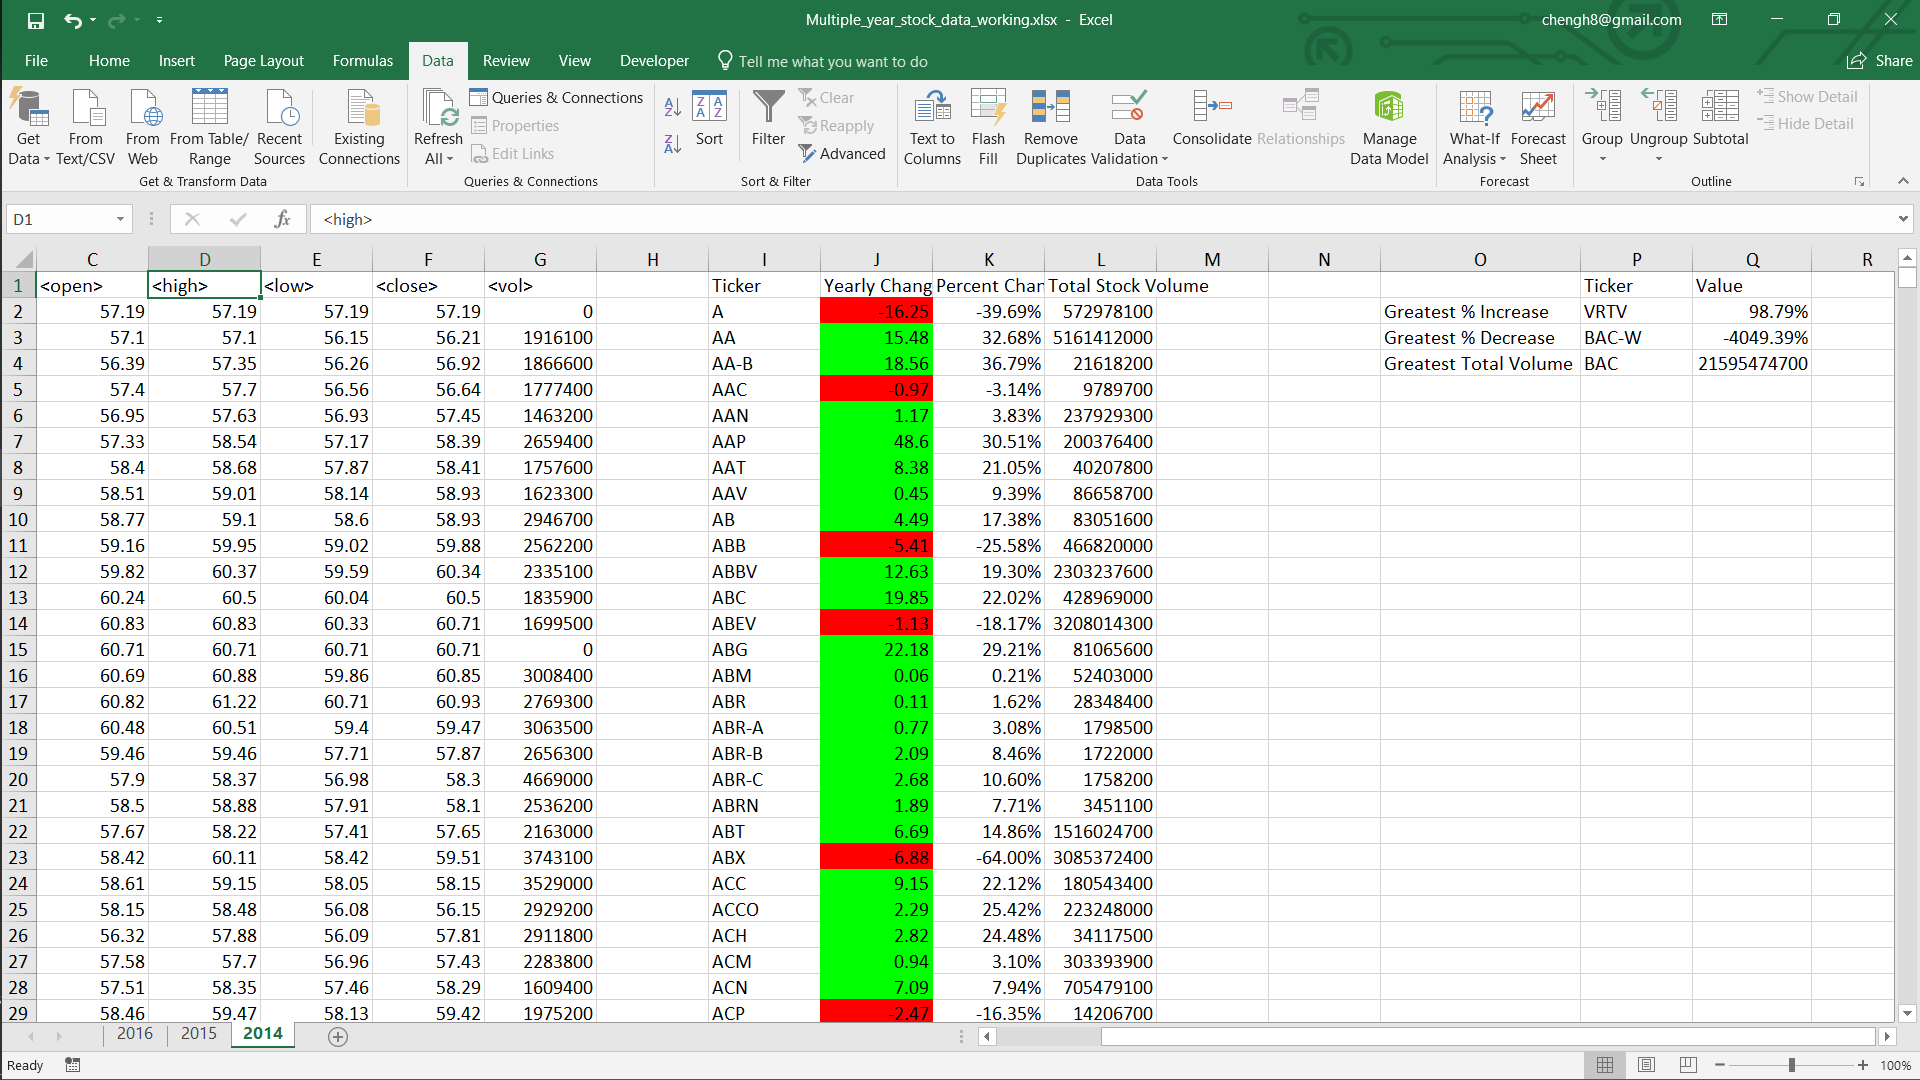 Multiple_year_stock_data_working.xlsx - Excel
chengh8@gmail.com
File Home Insert Page Layout Formulas Data Review View Developer Tell me what you want to do Share
Get Data From Text/CSV From Web From Table/ Range Recent Sources Existing Connections
Get & Transform Data
Refresh All Queries & Connections Properties Edit Links
Queries & Connections
Sort Filter Clear Reapply Advanced
Sort & Filter
Text to Columns Flash Fill Remove Duplicates Data Validation Consolidate Relationships Manage Data Model
Data Tools
What-If Analysis Forecast Sheet
Forecast
Group Ungroup Subtotal Show Detail Hide Detail
Outline
D1 fx <high>
C D E F G H I J K L M N O P Q R
1 <open> <high> <low> <close> <vol> Ticker Yearly Chang Percent Chan Total Stock Volume Ticker Value
2 57.19 57.19 57.19 57.19 0 A -16.25 -39.69% 572978100 Greatest % Increase VRTV 98.79%
3 57.1 57.1 56.15 56.21 1916100 AA 15.48 32.68% 5161412000 Greatest % Decrease BAC-W -4049.39%
4 56.39 57.35 56.26 56.92 1866600 AA-B 18.56 36.79% 21618200 Greatest Total Volume BAC 21595474700
5 57.4 57.7 56.56 56.64 1777400 AAC -0.97 -3.14% 9789700
6 56.95 57.63 56.93 57.45 1463200 AAN 1.17 3.83% 237929300
7 57.33 58.54 57.17 58.39 2659400 AAP 48.6 30.51% 200376400
8 58.4 58.68 57.87 58.41 1757600 AAT 8.38 21.05% 40207800
9 58.51 59.01 58.14 58.93 1623300 AAV 0.45 9.39% 86658700
10 58.77 59.1 58.6 58.93 2946700 AB 4.49 17.38% 83051600
11 59.16 59.95 59.02 59.88 2562200 ABB -5.41 -25.58% 466820000
12 59.82 60.37 59.59 60.34 2335100 ABBV 12.63 19.30% 2303237600
13 60.24 60.5 60.04 60.5 1835900 ABC 19.85 22.02% 428969000
14 60.83 60.83 60.33 60.71 1699500 ABEV -1.13 -18.17% 3208014300
15 60.71 60.71 60.71 60.71 0 ABG 22.18 29.21% 81065600
16 60.69 60.88 59.86 60.85 3008400 ABM 0.06 0.21% 52403000
17 60.82 61.22 60.71 60.93 2769300 ABR 0.11 1.62% 28348400
18 60.48 60.51 59.4 59.47 3063500 ABR-A 0.77 3.08% 1798500
19 59.46 59.46 57.71 57.87 2656300 ABR-B 2.09 8.46% 1722000
20 57.9 58.37 56.98 58.3 4669000 ABR-C 2.68 10.60% 1758200
21 58.5 58.88 57.91 58.1 2536200 ABRN 1.89 7.71% 3451100
22 57.67 58.22 57.41 57.65 2163000 ABT 6.69 14.86% 1516024700
23 58.42 60.11 58.42 59.51 3743100 ABX -6.88 -64.00% 3085372400
24 58.61 59.15 58.05 58.15 3529000 ACC 9.15 22.12% 180543400
25 58.15 58.48 56.08 56.15 2929200 ACCO 2.29 25.42% 223248000
26 56.32 57.88 56.09 57.81 2911800 ACH 2.82 24.48% 34117500
27 57.58 57.7 56.96 57.43 2283800 ACM 0.94 3.10% 303393900
28 57.51 58.35 57.46 58.29 1609400 ACN 7.09 7.94% 705479100
29 58.46 59.47 58.13 59.42 1975200 ACP -2.47 -16.35% 14206700
2016 2015 2014
Ready 100%